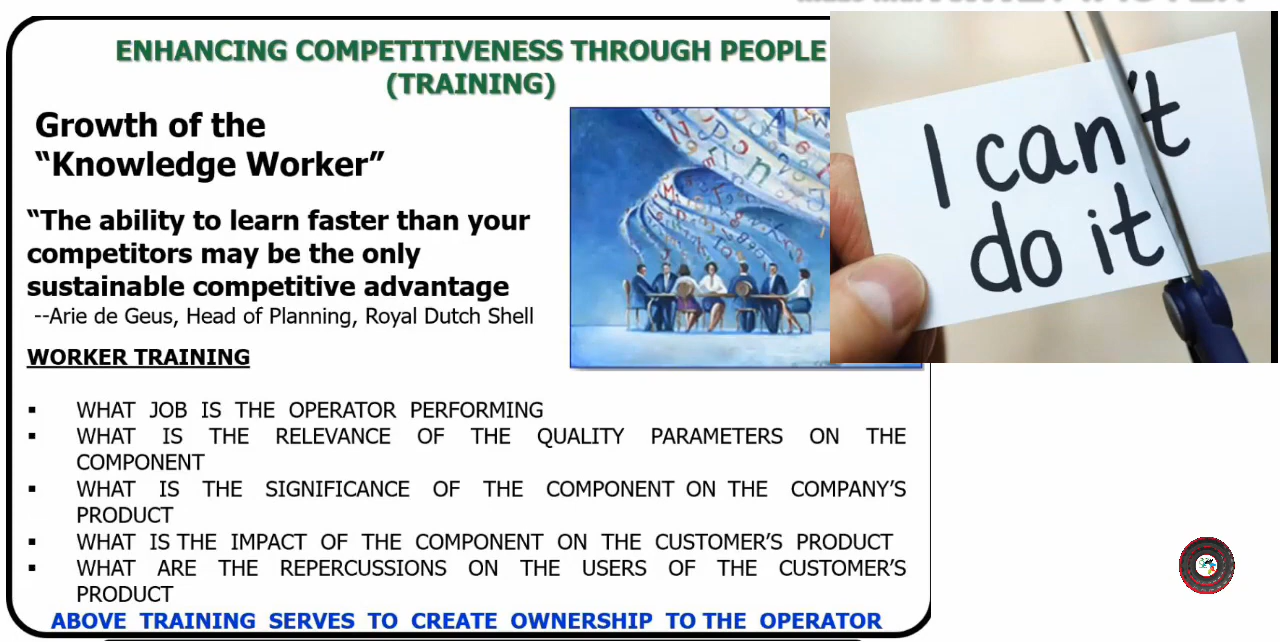 ENHANCING COMPETITIVENESS THROUGH PEOPLE
(TRAINING)
Growth of the
“Knowledge Worker”
“The ability to learn faster than your
competitors may be the only
sustainable competitive advantage
--Arie de Geus, Head of Planning, Royal Dutch Shell
WORKER TRAINING
▪ WHAT JOB IS THE OPERATOR PERFORMING
▪ WHAT IS THE RELEVANCE OF THE QUALITY PARAMETERS ON THE
COMPONENT
▪ WHAT IS THE SIGNIFICANCE OF THE COMPONENT ON THE COMPANY’S
PRODUCT
▪ WHAT IS THE IMPACT OF THE COMPONENT ON THE CUSTOMER’S PRODUCT
▪ WHAT ARE THE REPERCUSSIONS ON THE USERS OF THE CUSTOMER’S
PRODUCT
ABOVE TRAINING SERVES TO CREATE OWNERSHIP TO THE OPERATOR
I can't
do it